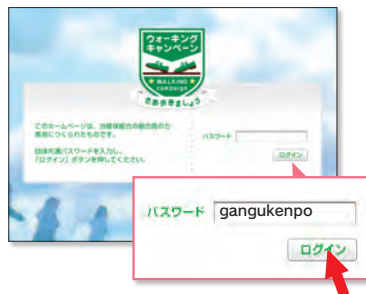 ウォーキング
キャンペーン
WALKING
campaign
さあ歩きましょう
このホームページは、当健保組合の組合員の方
専用につくられたものです。
団体共通パスワードを入力し、
「ログイン」ボタンを押してください。
パスワード
ログイン
パスワード gangukenpo
ログイン